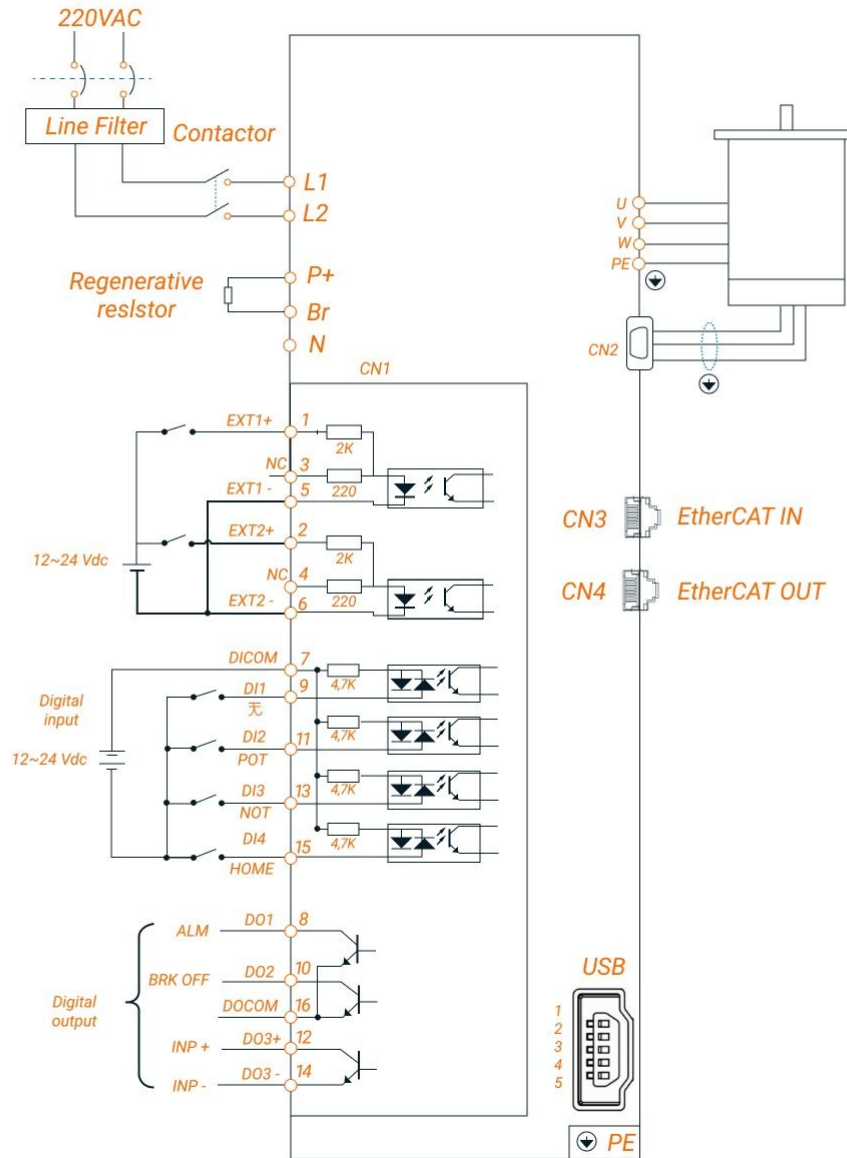 220VAC
Line Filter
Contactor
L1
L2
Regenerative
reslstor
P+
Br
N
U
V
W
PE
CN2
CN1
EXT1+
1
2K
NC
3
220
EXT1 -
5
EXT2+
2
2K
12~24 Vdc
NC
4
220
EXT2 -
6
CN3
EtherCAT IN
CN4
EtherCAT OUT
DICOM
7
4,7K
Digital
input
12~24 Vdc
DI1
9
无
4,7K
DI2
11
POT
4,7K
DI3
13
NOT
4,7K
DI4
15
HOME
Digital
output
ALM
DO1
8
BRK OFF
DO2
10
DOCOM
16
INP +
DO3+
12
INP -
DO3 -
14
USB
1
2
3
4
5
PE